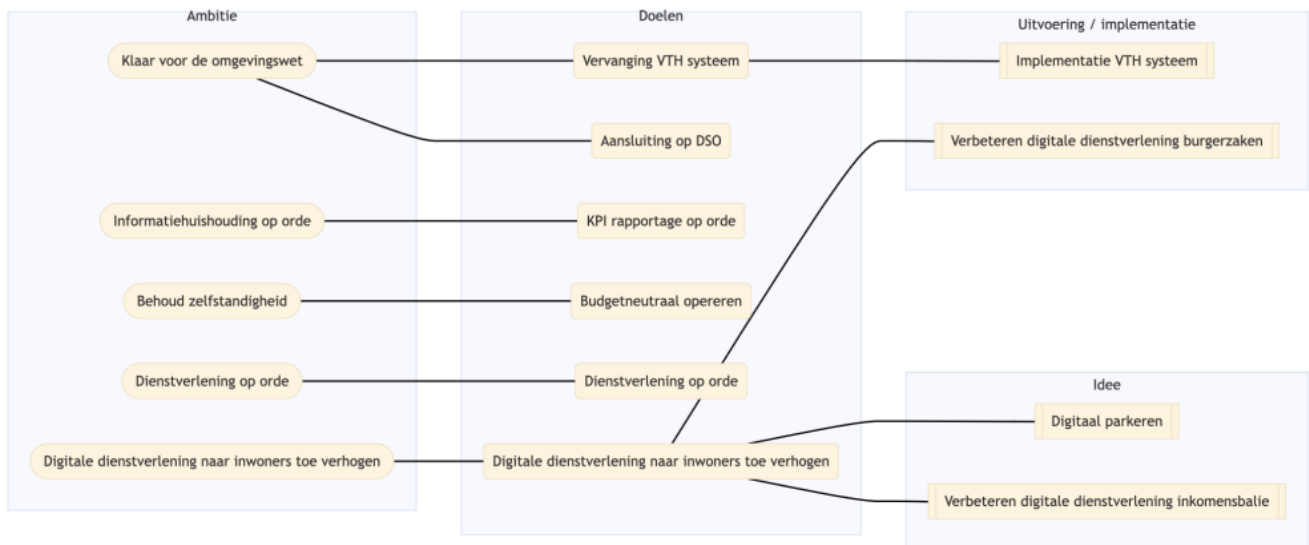 Ambitie
Klaar voor de omgevingswet
Informatiehuishouding op orde
Behoud zelfstandigheid
Dienstverlening op orde
Digitale dienstverlening naar inwoners toe verhogen
Doelen
Vervanging VTH systeem
Aansluiting op DSO
KPI rapportage op orde
Budgetneutraal opereren
Dienstverlening op orde
Digitale dienstverlening naar inwoners toe verhogen
Uitvoering / implementatie
Implementatie VTH systeem
Verbeteren digitale dienstverlening burgerzaken
Idee
Digitaal parkeren
Verbeteren digitale dienstverlening inkomensbalie